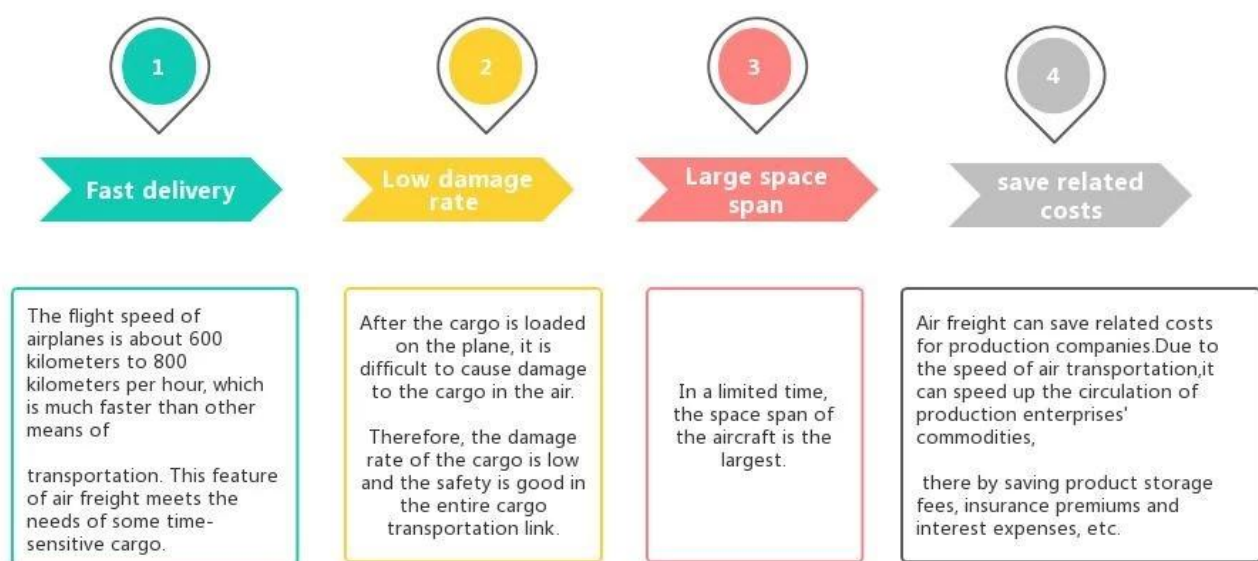 1
2
3
4
Fast delivery
Low damage
rate
Large space
span
save related
costs
The flight speed of
airplanes is about 600
kilometers to 800
kilometers per hour, which
is much faster than other
means of
transportation. This feature
of air freight meets the
needs of some time-
sensitive cargo.
After the cargo is loaded
on the plane, it is
difficult to cause damage
to the cargo in the air.
Therefore, the damage
rate of the cargo is low
and the safety is good in
the entire cargo
transportation link.
In a limited time,
the space span of
the aircraft is the
largest.
Air freight can save related costs
for production companies.Due to
the speed of air transportation,it
can speed up the circulation of
production enterprises'
commodities,
there by saving product storage
fees, insurance premiums and
interest expenses, etc.